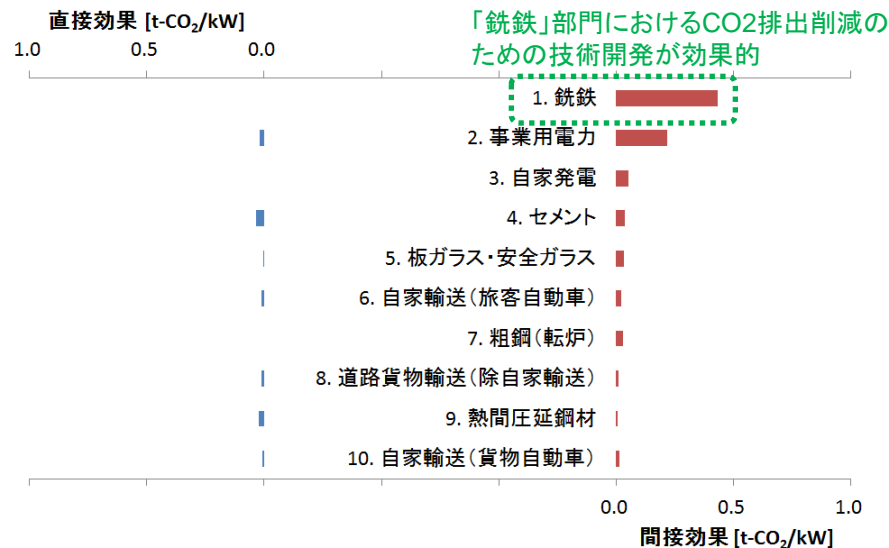 直接効果 [t-CO₂/kW]
「銑鉄」部門におけるCO2排出削減の
ための技術開発が効果的
1.0 0.5 0.0
1. 銑鉄
2. 事業用電力
3. 自家発電
4. セメント
5. 板ガラス・安全ガラス
6. 自家輸送（旅客自動車）
7. 粗鋼（転炉）
8. 道路貨物輸送（除自家輸送）
9. 熱間圧延鋼材
10. 自家輸送（貨物自動車）
1.0 0.5 0.0
0.0 0.5 1.0
間接効果 [t-CO₂/kW]